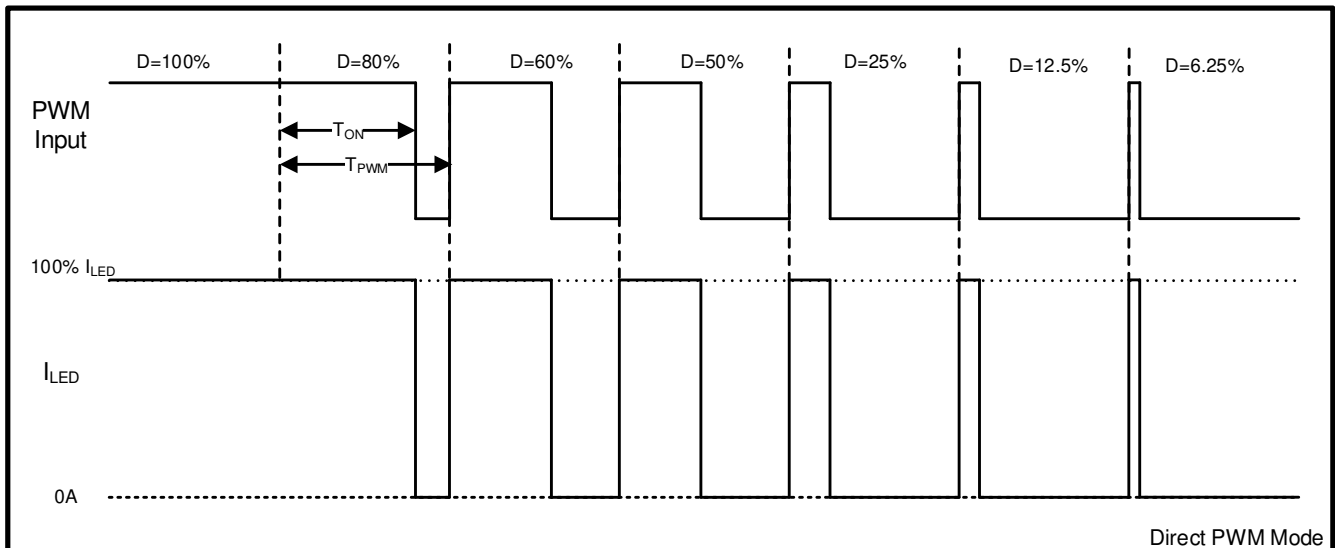 D=100% D=80% D=60% D=50% D=25% D=12.5% D=6.25%
PWM
Input
TON
TPWM
100% ILED
ILED
0A
Direct PWM Mode